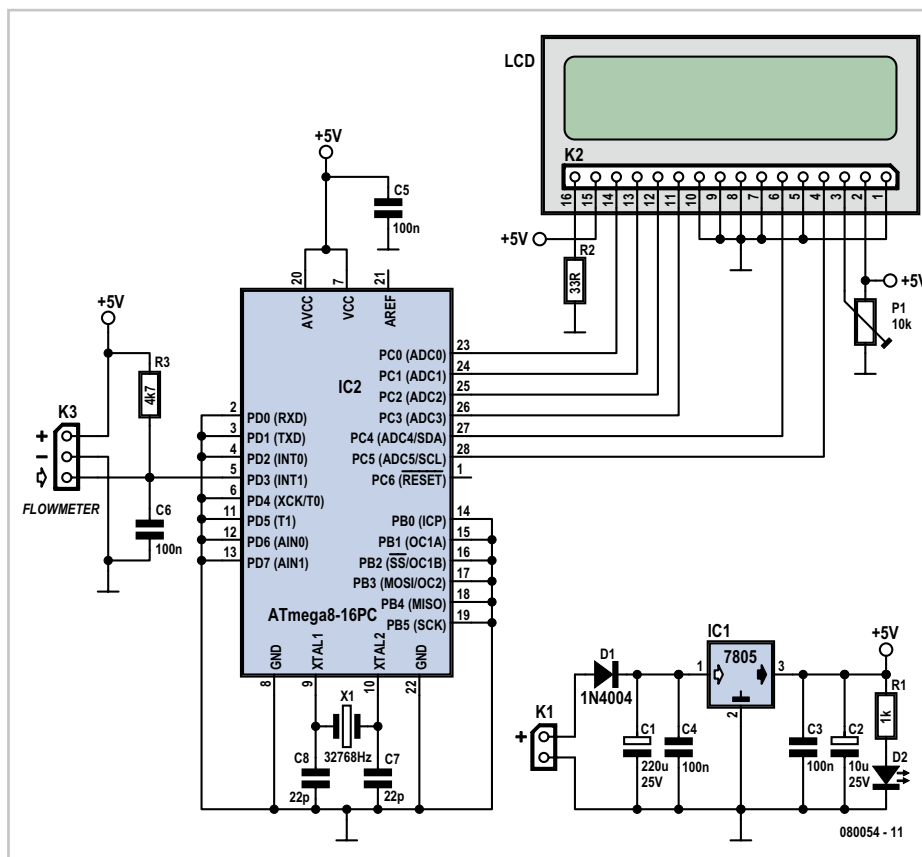 LCD
K2
16 15 14 13 12 11 10 9 8 7 6 5 4 3 2 1
+5V
R2
33R
+5V
P1
10k
+5V
C5
100n
20 7 21
AVCC VCC AREF
+5V
R3
4k7
K3
+
–
FLOWMETER
C6
100n
IC2
2 PD0 (RXD)
3 PD1 (TXD)
4 PD2 (INT0)
5 PD3 (INT1)
6 PD4 (XCK/T0)
11 PD5 (T1)
12 PD6 (AIN0)
13 PD7 (AIN1)
PC0 (ADC0) 23
PC1 (ADC1) 24
PC2 (ADC2) 25
PC3 (ADC3) 26
PC4 (ADC4/SDA) 27
PC5 (ADC5/SCL) 28
PC6 (RESET) 1
PB0 (ICP) 14
PB1 (OC1A) 15
PB2 (SS/OC1B) 16
PB3 (MOSI/OC2) 17
PB4 (MISO) 18
PB5 (SCK) 19
ATmega8-16PC
GND XTAL1 XTAL2 GND
8 9 10 22
X1
32768Hz
C8
22p
C7
22p
K1
+
D1
1N4004
C1
220u
25V
C4
100n
IC1
7805
1 3
2
C3
100n
C2
10u
25V
+5V
R1
1k
D2
080054 - 11